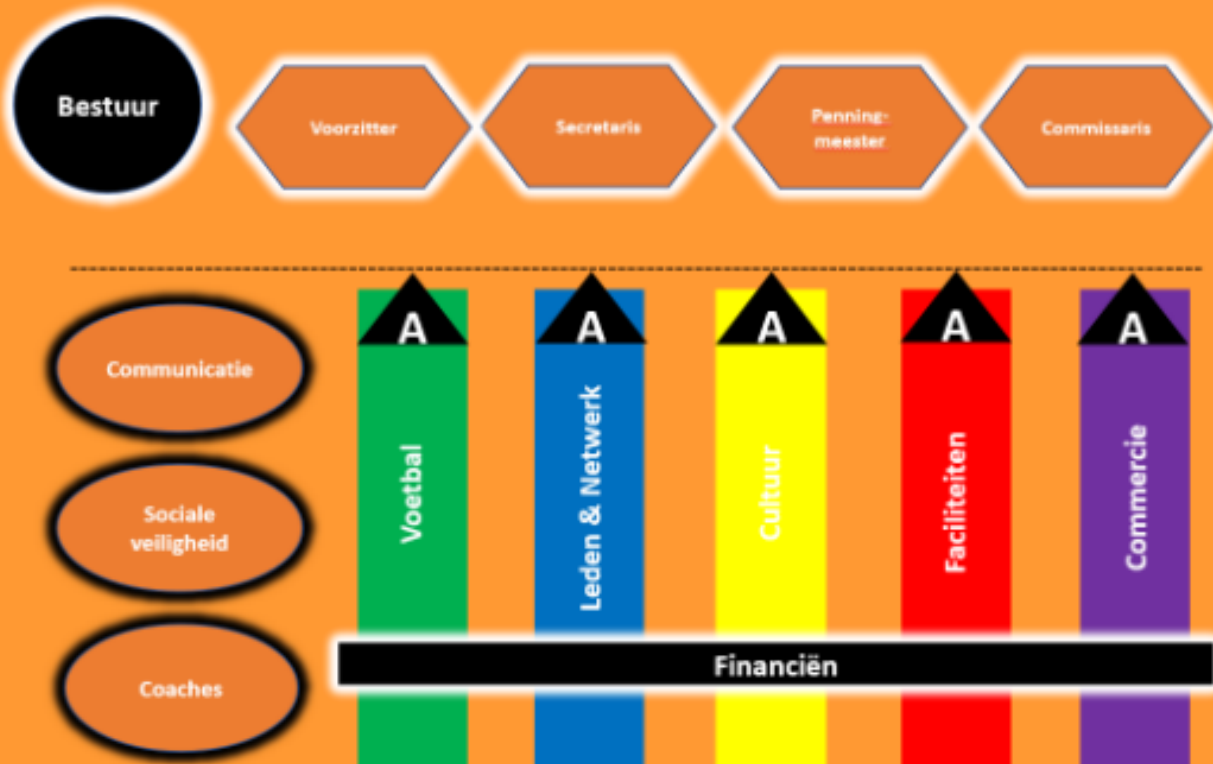 Bestuur
Voorzitter
Secretaris
Penning-
meester
Commissaris
A
A
A
A
A
Communicatie
Sociale
veiligheid
Coaches
Voetbal
Leden & Netwerk
Cultuur
Faciliteiten
Commercie
Financiën